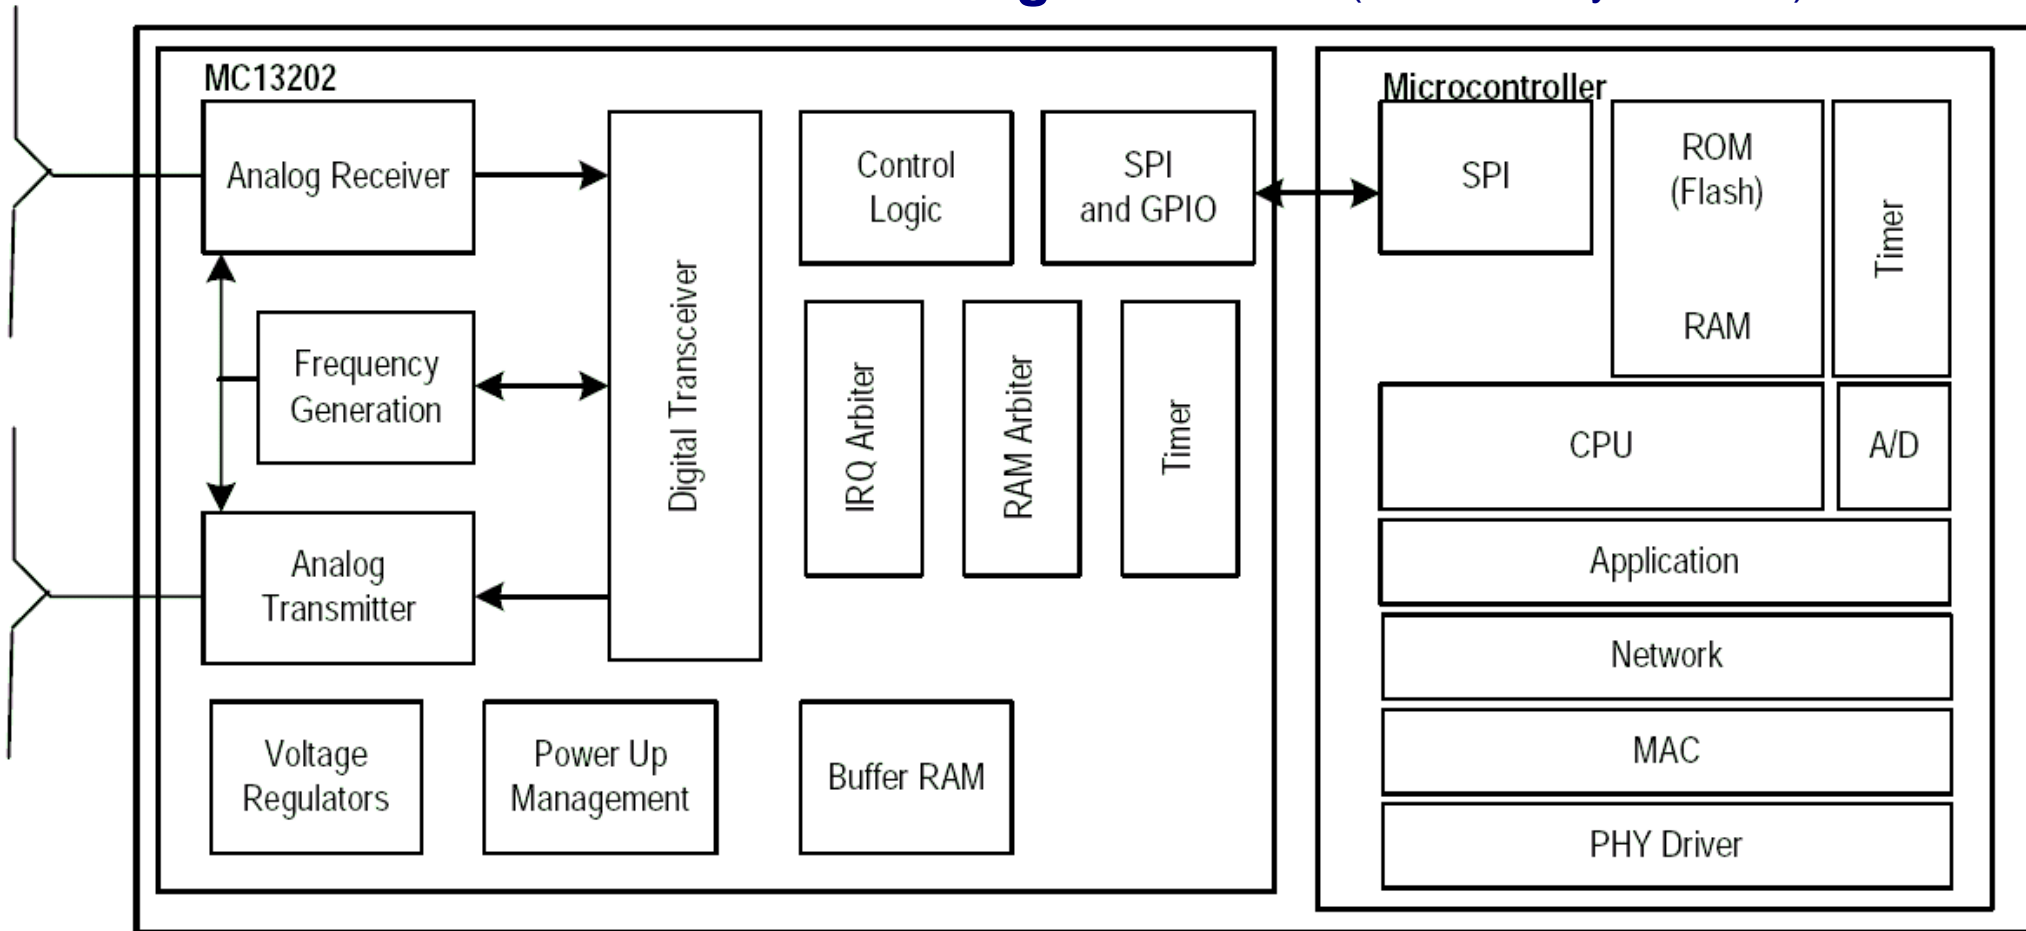 MC13202
Analog Receiver
Frequency
Generation
Analog
Transmitter
Digital Transceiver
Control
Logic
SPI
and GPIO
IRQ Arbiter
RAM Arbiter
Timer
Voltage
Regulators
Power Up
Management
Buffer RAM
Microcontroller
SPI
ROM
(Flash)
RAM
Timer
CPU
A/D
Application
Network
MAC
PHY Driver